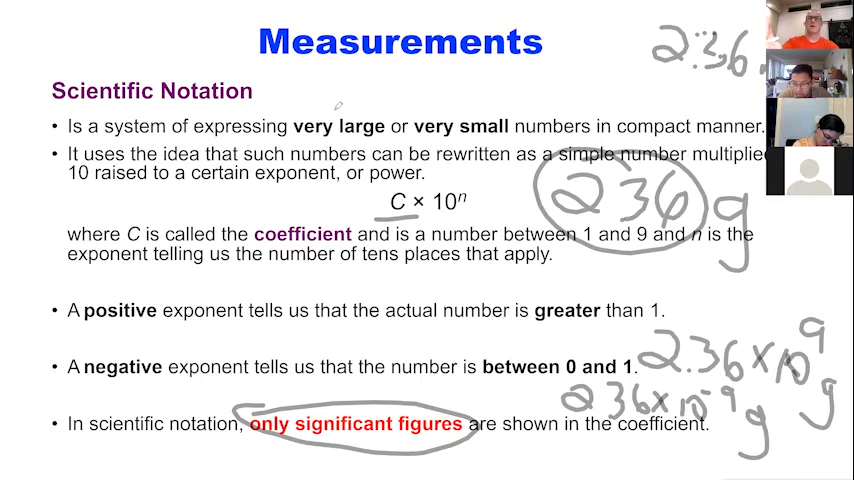 Measurements
2.36
Scientific Notation
• Is a system of expressing very large or very small numbers in compact manner.
• It uses the idea that such numbers can be rewritten as a simple number multiplied
10 raised to a certain exponent, or power.
236 g
C × 10ⁿ
where C is called the coefficient and is a number between 1 and 9 and n is the
exponent telling us the number of tens places that apply.
• A positive exponent tells us that the actual number is greater than 1.
2.36 × 10⁹ g
• A negative exponent tells us that the number is between 0 and 1.
2.36 × 10⁻⁹ g
• In scientific notation, only significant figures are shown in the coefficient.